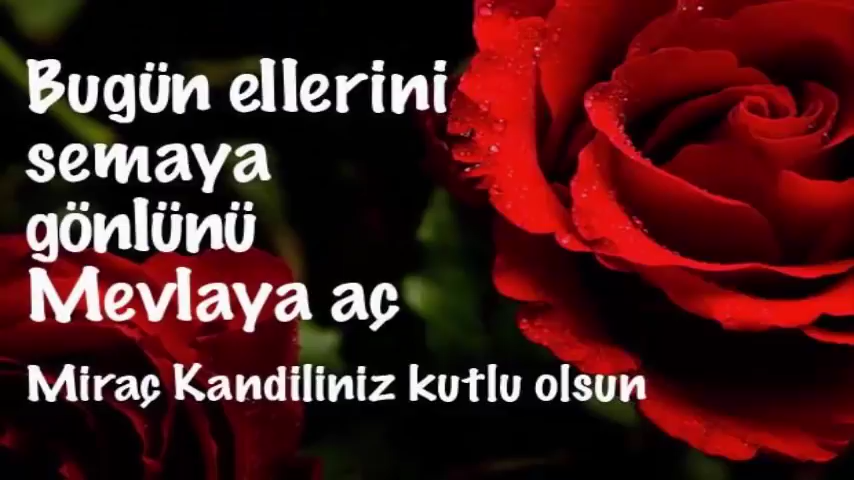 Bugün ellerini
semaya
gönlünü
Mevlaya aç
Miraç Kandiliniz kutlu olsun